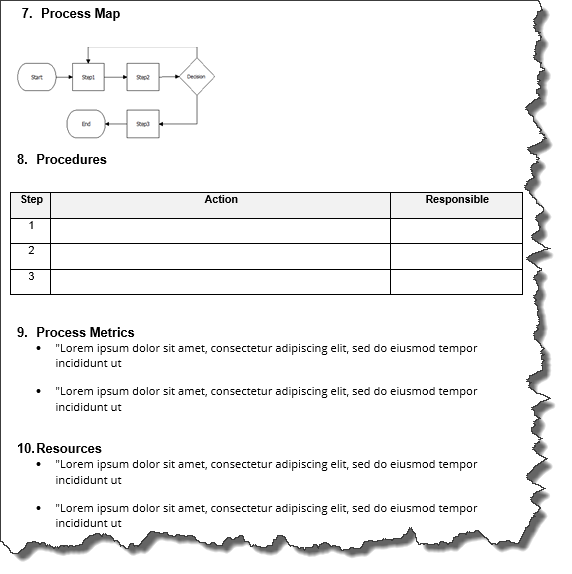 7. Process Map
Start
Step1
Step2
Decision
End
Step3
8. Procedures
Step Action Responsible
1
2
3
9. Process Metrics
• "Lorem ipsum dolor sit amet, consectetur adipiscing elit, sed do eiusmod tempor
incididunt ut
• "Lorem ipsum dolor sit amet, consectetur adipiscing elit, sed do eiusmod tempor
incididunt ut
10. Resources
• "Lorem ipsum dolor sit amet, consectetur adipiscing elit, sed do eiusmod tempor
incididunt ut
• "Lorem ipsum dolor sit amet, consectetur adipiscing elit, sed do eiusmod tempor
incididunt ut